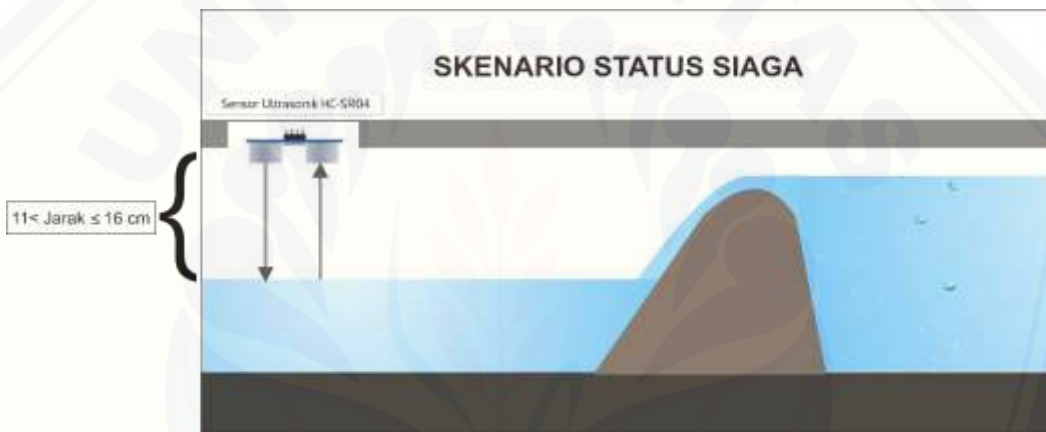 SKENARIO STATUS SIAGA
Sensor Ultrasonik HC-SR04
11< Jarak ≤ 16 cm